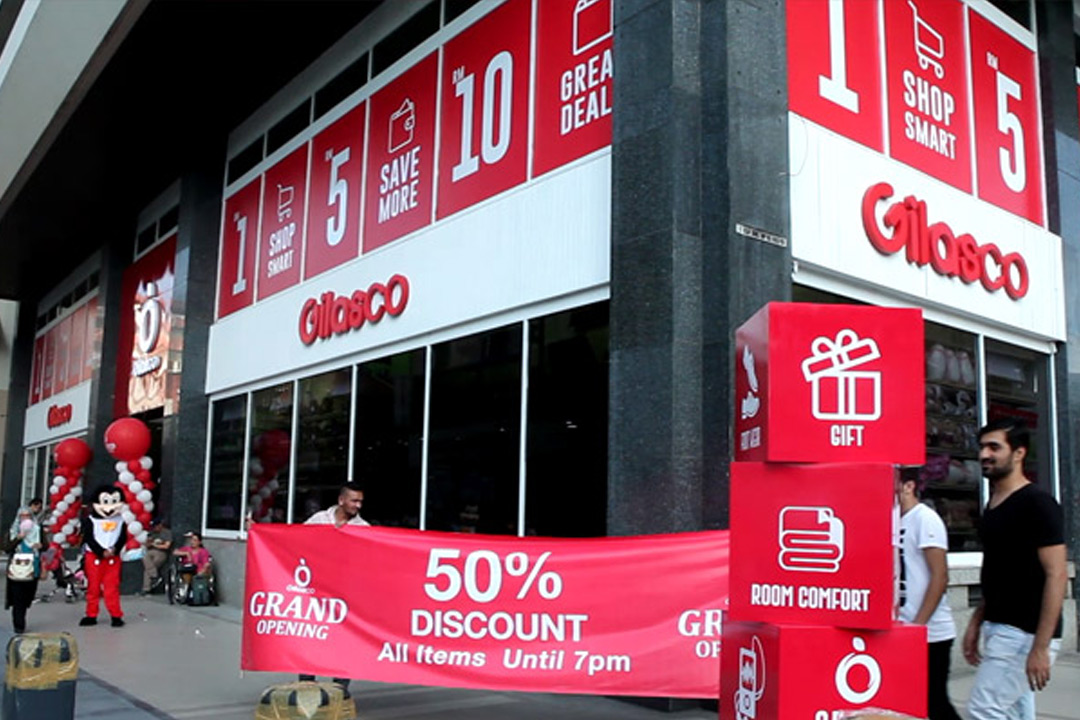 RM 1
SHOP
SMART
RM 5
SAVE
MORE
RM 10
GREA
DEAL
1
SHOP
SMART
RM 5
Gilasco
Gilasco
Gilasco
GIFT
ROOM COMFORT
GRAND
OPENING
50%
DISCOUNT
All Items Until 7pm
GR
OP